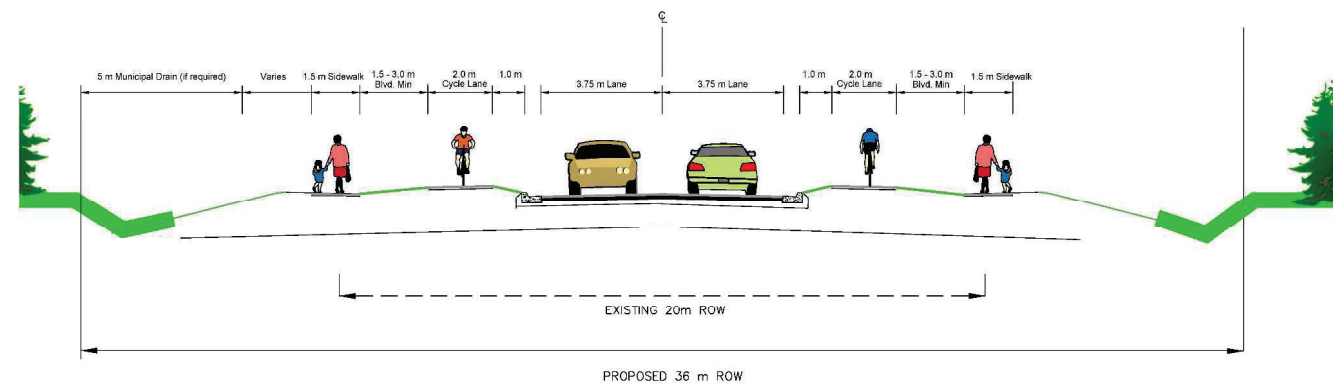 ℄
5 m Municipal Drain (if required)
Varies
1.5 m Sidewalk
1.5 - 3.0 m
Blvd. Min
2.0 m
Cycle Lane
1.0 m
3.75 m Lane
3.75 m Lane
1.0 m
2.0 m
Cycle Lane
1.5 - 3.0 m
Blvd. Min
1.5 m Sidewalk
EXISTING 20m ROW
PROPOSED 36 m ROW